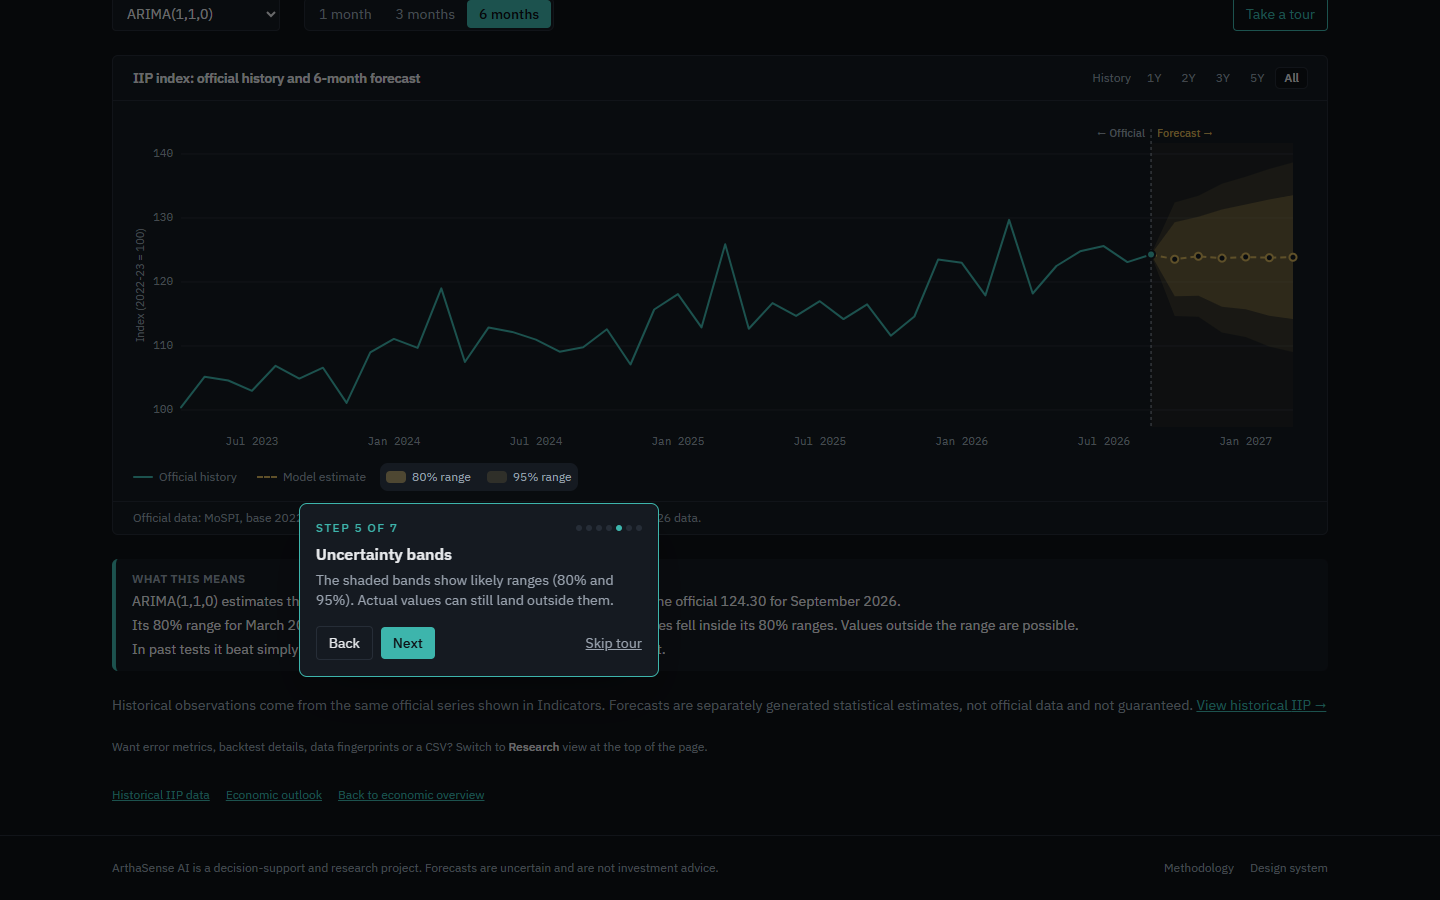 ARIMA(1,1,0) 1 month 3 months 6 months Take a tour
IIP index: official history and 6-month forecast History 1Y 2Y 3Y 5Y All
← Official Forecast →
140
130
120
110
100
Index (2022-23 = 100)
Jul 2023 Jan 2024 Jul 2024 Jan 2025 Jul 2025 Jan 2026 Jul 2026 Jan 2027
Official history Model estimate 80% range 95% range
Official data: MoSPI, base 2022 26 data.
STEP 5 OF 7
Uncertainty bands
The shaded bands show likely ranges (80% and
95%). Actual values can still land outside them.
Back Next Skip tour
WHAT THIS MEANS
ARIMA(1,1,0) estimates official 124.30 for September 2026.
Its 80% range for March fell inside its 80% ranges. Values outside the range are possible.
In past tests it beat simply
Historical observations come from the same official series shown in Indicators. Forecasts are separately generated statistical estimates, not official data and not guaranteed. View historical IIP →
Want error metrics, backtest details, data fingerprints or a CSV? Switch to Research view at the top of the page.
Historical IIP data Economic outlook Back to economic overview
ArthaSense AI is a decision-support and research project. Forecasts are uncertain and are not investment advice. Methodology Design system